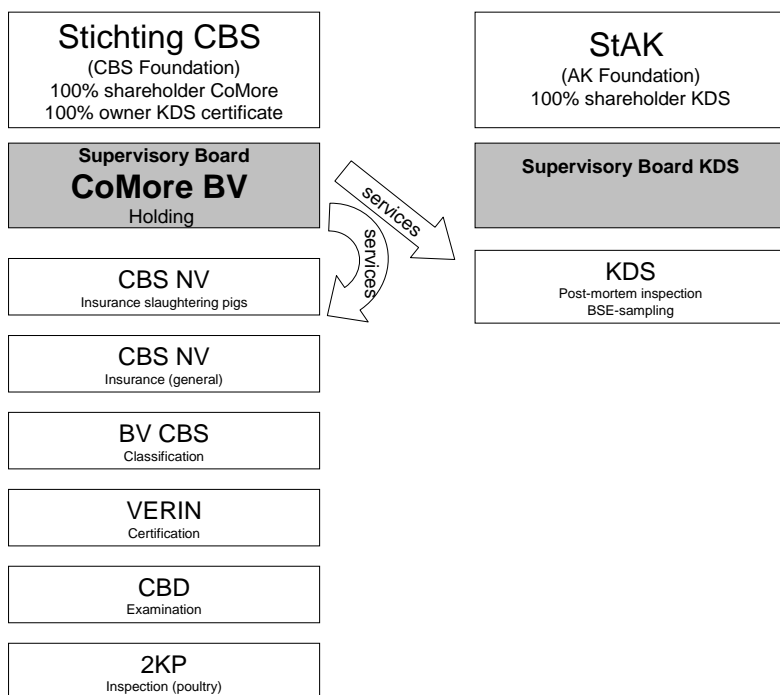 Stichting CBS
(CBS Foundation)
100% shareholder CoMore
100% owner KDS certificate
StAK
(AK Foundation)
100% shareholder KDS
Supervisory Board
CoMore BV
Holding
services
services
Supervisory Board KDS
CBS NV
Insurance slaughtering pigs
KDS
Post-mortem inspection
BSE-sampling
CBS NV
Insurance (general)
BV CBS
Classification
VERIN
Certification
CBD
Examination
2KP
Inspection (poultry)